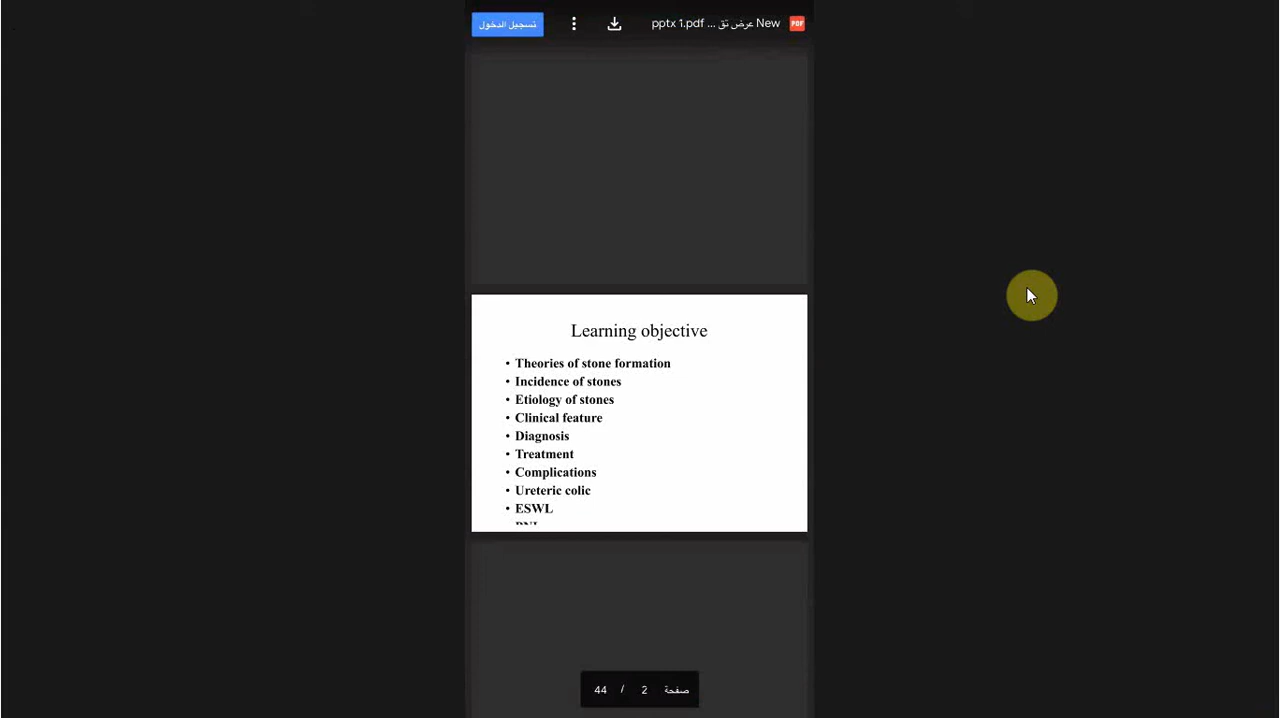 تسجيل الدخول
pptx 1.pdf ... عرض تق New
PDF
Learning objective
• Theories of stone formation
• Incidence of stones
• Etiology of stones
• Clinical feature
• Diagnosis
• Treatment
• Complications
• Ureteric colic
• ESWL
صفحة 2 / 44